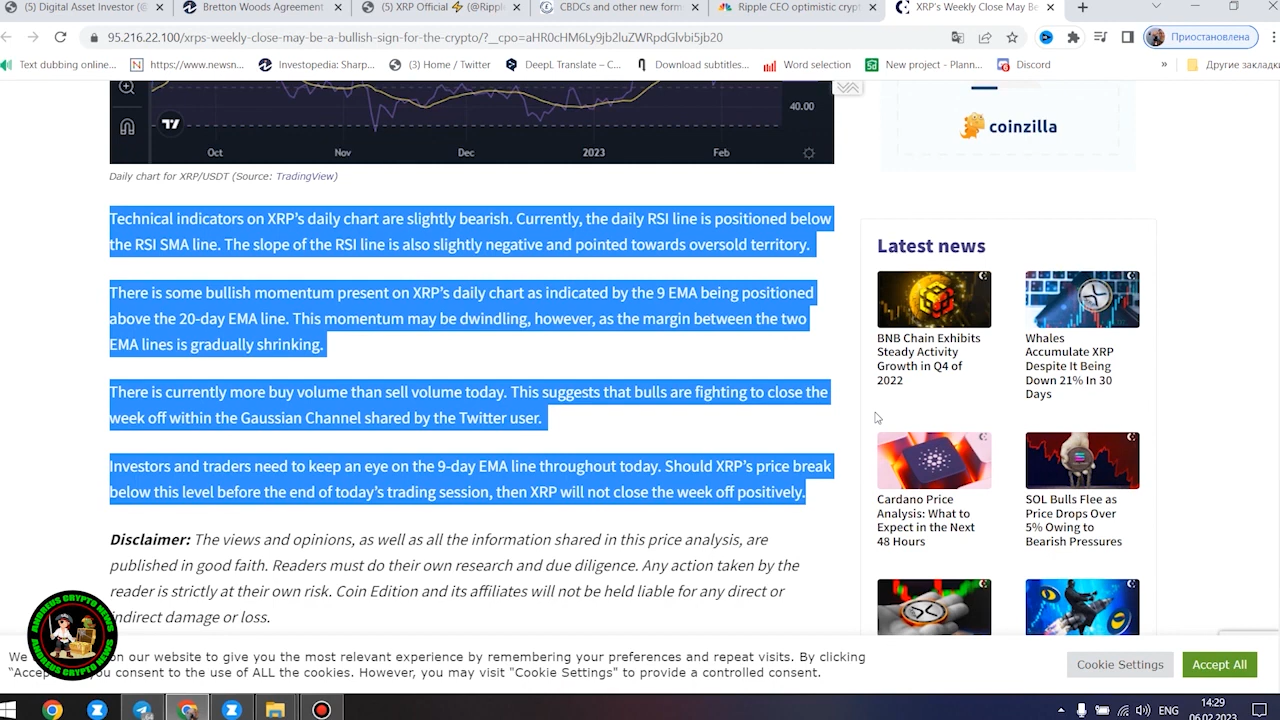 (5) Digital Asset Investor (@
Bretton Woods Agreement
(5) XRP Official ⚡ (@Rippl
CBDCs and other new form
Ripple CEO optimistic crypt
XRP's Weekly Close May Be
95.216.22.100/xrps-weekly-close-may-be-a-bullish-sign-for-the-crypto/?__cpo=aHR0cHM6Ly9jb2luZWRpdGlvbi5jb20
Приостановлена
Text dubbing online...
https://www.newsn...
Investopedia: Sharp...
(3) Home / Twitter
DeepL Translate – C...
Download subtitles...
Word selection
New project - Plann...
Discord
»
Другие закладки
40.00
Oct
Nov
Dec
2023
Feb
coinzilla
Daily chart for XRP/USDT (Source: TradingView)
Technical indicators on XRP's daily chart are slightly bearish. Currently, the daily RSI line is positioned below
the RSI SMA line. The slope of the RSI line is also slightly negative and pointed towards oversold territory.
There is some bullish momentum present on XRP's daily chart as indicated by the 9 EMA being positioned
above the 20-day EMA line. This momentum may be dwindling, however, as the margin between the two
EMA lines is gradually shrinking.
There is currently more buy volume than sell volume today. This suggests that bulls are fighting to close the
week off within the Gaussian Channel shared by the Twitter user.
Investors and traders need to keep an eye on the 9-day EMA line throughout today. Should XRP's price break
below this level before the end of today's trading session, then XRP will not close the week off positively.
Disclaimer: The views and opinions, as well as all the information shared in this price analysis, are
published in good faith. Readers must do their own research and due diligence. Any action taken by the
reader is strictly at their own risk. Coin Edition and its affiliates will not be held liable for any direct or
indirect damage or loss.
Latest news
BNB Chain Exhibits
Steady Activity
Growth in Q4 of
2022
Whales
Accumulate XRP
Despite It Being
Down 21% In 30
Days
Cardano Price
Analysis: What to
Expect in the Next
48 Hours
SOL Bulls Flee as
Price Drops Over
5% Owing to
Bearish Pressures
ANDREUS CRYPTO NEWS
ANDREUS CRYPTO NEWS
We on our website to give you the most relevant experience by remembering your preferences and repeat visits. By clicking
"Accep you consent to the use of ALL the cookies. However, you may visit "Cookie Settings" to provide a controlled consent.
Cookie Settings
Accept All
ENG
14:29
06.02.2023